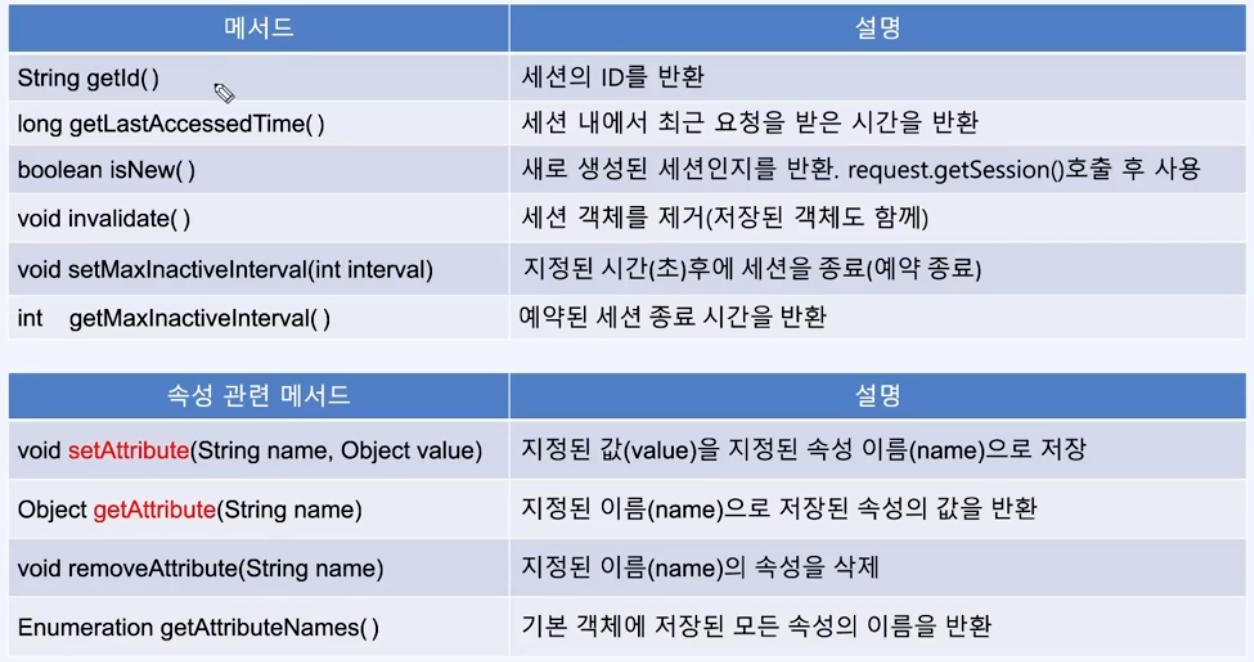 메서드 설명
String getId( ) 세션의 ID를 반환
long getLastAccessedTime( ) 세션 내에서 최근 요청을 받은 시간을 반환
boolean isNew( ) 새로 생성된 세션인지를 반환. request.getSession()호출 후 사용
void invalidate( ) 세션 객체를 제거(저장된 객체도 함께)
void setMaxInactiveInterval(int interval) 지정된 시간(초)후에 세션을 종료(예약 종료)
int getMaxInactiveInterval( ) 예약된 세션 종료 시간을 반환
속성 관련 메서드 설명
void setAttribute(String name, Object value) 지정된 값(value)을 지정된 속성 이름(name)으로 저장
Object getAttribute(String name) 지정된 이름(name)으로 저장된 속성의 값을 반환
void removeAttribute(String name) 지정된 이름(name)의 속성을 삭제
Enumeration getAttributeNames( ) 기본 객체에 저장된 모든 속성의 이름을 반환